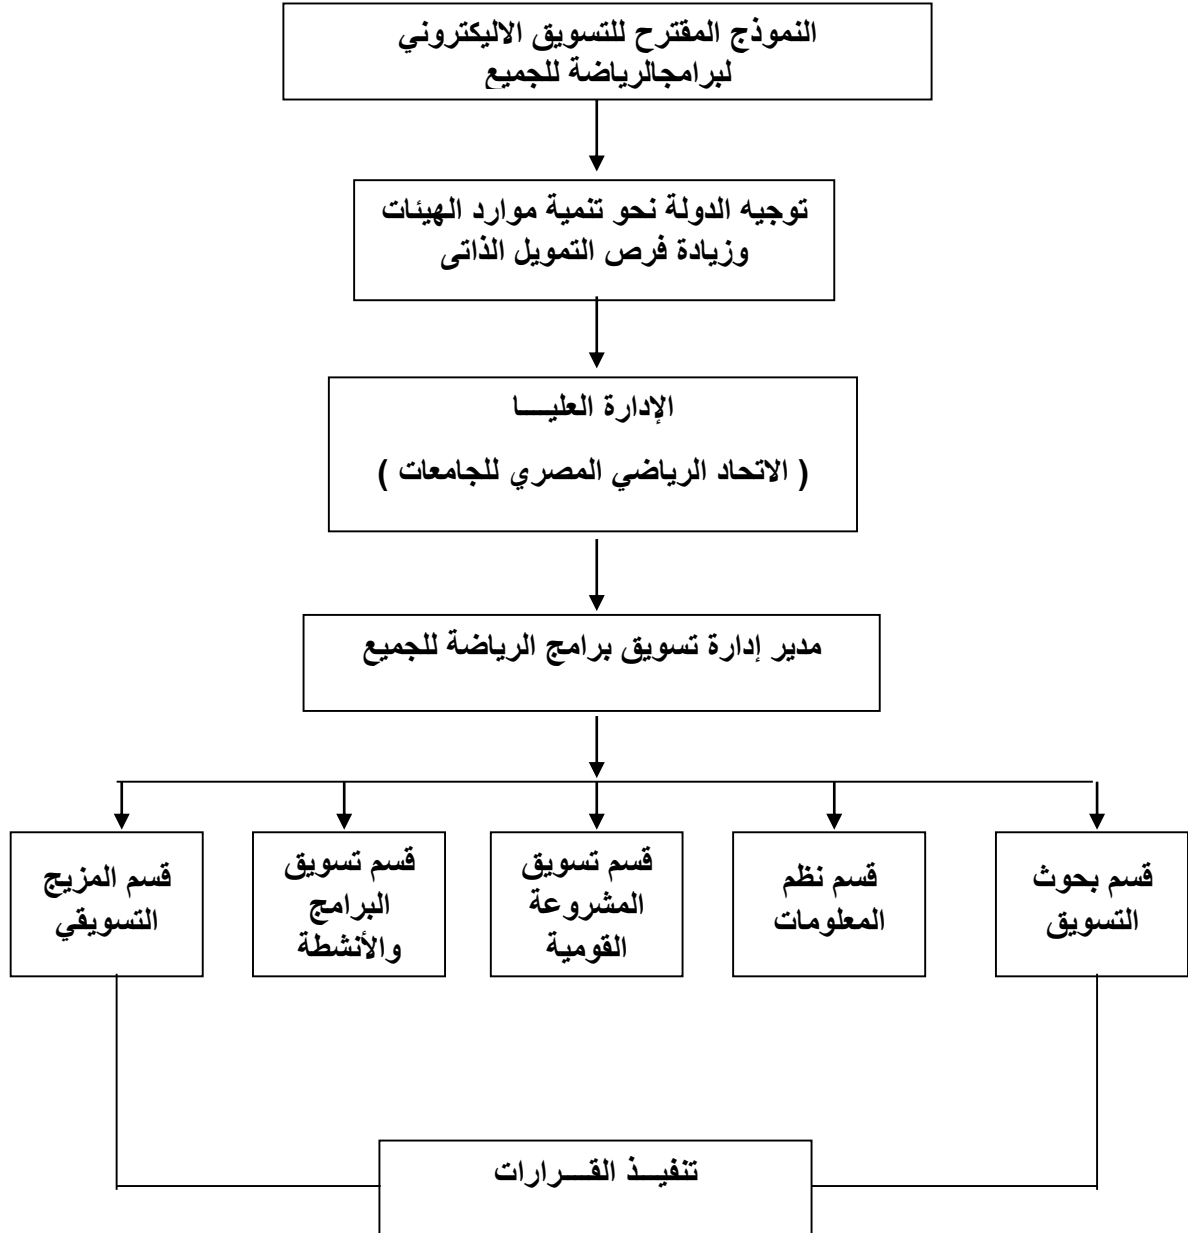 النموذج المقترح للتسويق الاليكتروني
لبرامجالرياضة للجميع
توجيه الدولة نحو تنمية موارد الهيئات
وزيادة فرص التمويل الذاتى
الإدارة العليـــا
( الاتحاد الرياضي المصري للجامعات )
مدير إدارة تسويق برامج الرياضة للجميع
قسم بحوث
التسويق
قسم نظم
المعلومات
قسم تسويق
المشروعة
القومية
قسم تسويق
البرامج
والأنشطة
قسم المزيج
التسويقي
تنفيــذ القـــرارات